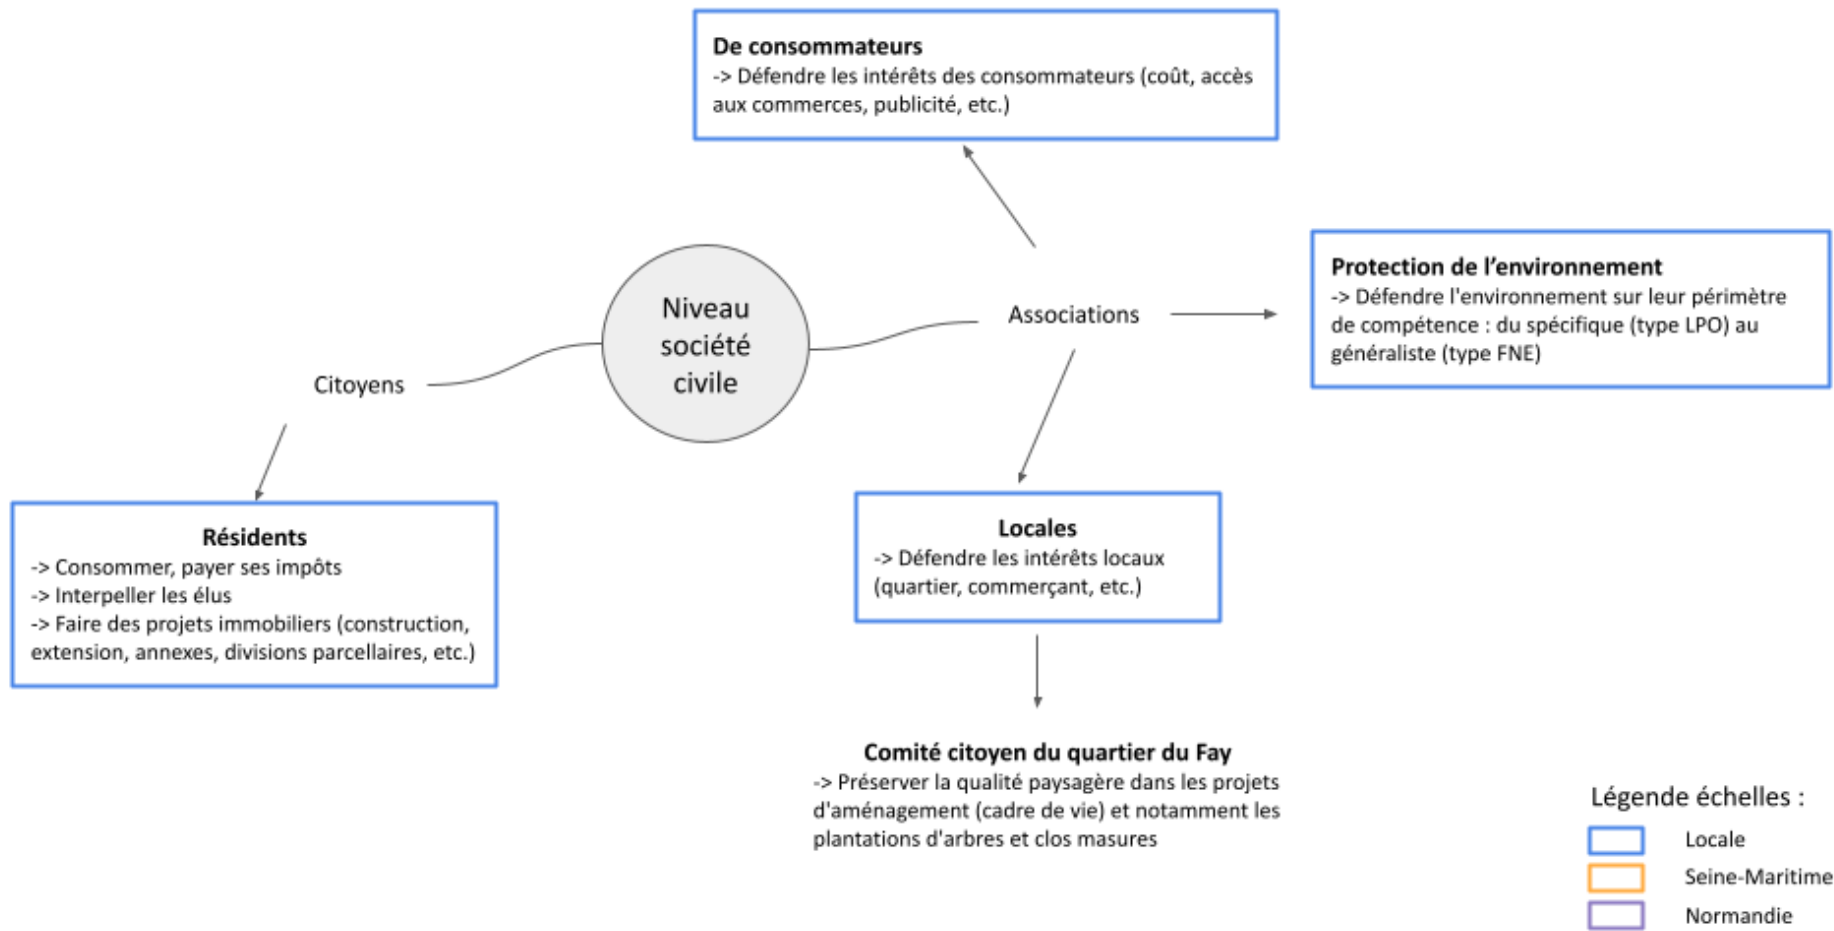 De consommateurs
-> Défendre les intérêts des consommateurs (coût, accès
aux commerces, publicité, etc.)
Protection de l’environnement
-> Défendre l'environnement sur leur périmètre
de compétence : du spécifique (type LPO) au
généraliste (type FNE)
Niveau
société
civile
Associations
Citoyens
Résidents
-> Consommer, payer ses impôts
-> Interpeller les élus
-> Faire des projets immobiliers (construction,
extension, annexes, divisions parcellaires, etc.)
Locales
-> Défendre les intérêts locaux
(quartier, commerçant, etc.)
Comité citoyen du quartier du Fay
-> Préserver la qualité paysagère dans les projets
d'aménagement (cadre de vie) et notamment les
plantations d'arbres et clos masures
Légende échelles :
Locale
Seine-Maritime
Normandie